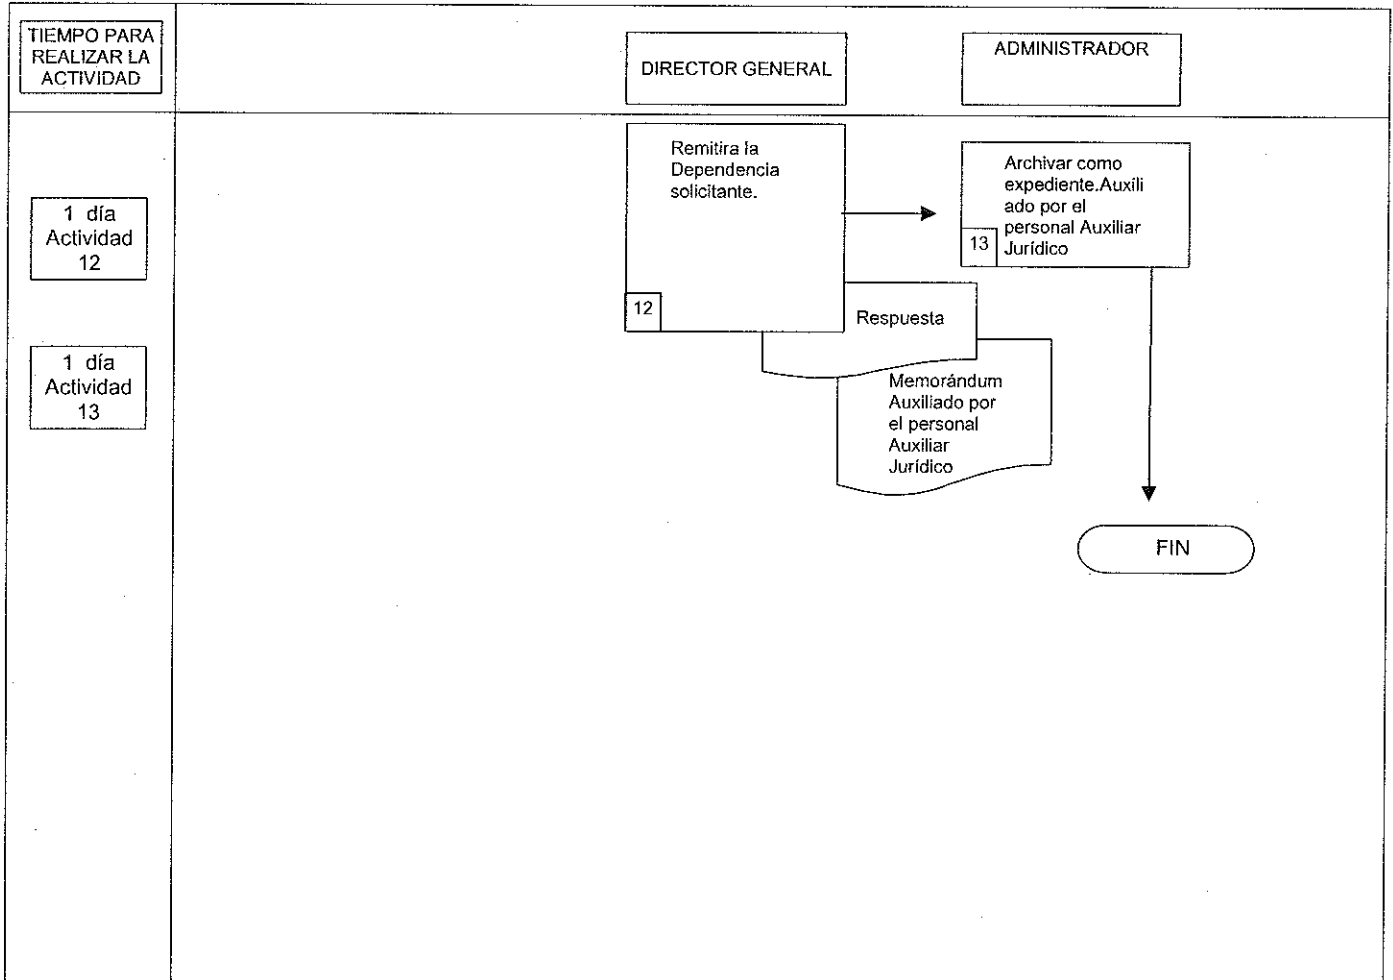 TIEMPO PARA
REALIZAR LA
ACTIVIDAD
DIRECTOR GENERAL
ADMINISTRADOR
1 día
Actividad
12
Remitira la
Dependencia
solicitante.
12
Archivar como
expediente.Auxili
ado por el
personal Auxiliar
Jurídico
13
Respuesta
1 día
Actividad
13
Memorándum
Auxiliado por
el personal
Auxiliar
Jurídico
FIN